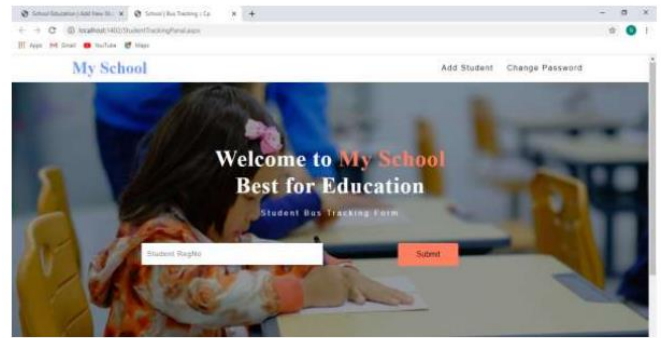 School Education | Add New St... x
School | Bus Tracking | Ca x +
localhost:1402/StudentTrackingPanel.aspx
Apps Gmail YouTube Maps
My School
Add Student Change Password
Welcome to My School
Best for Education
Student Bus Tracking Form
Student RegNo
Submit